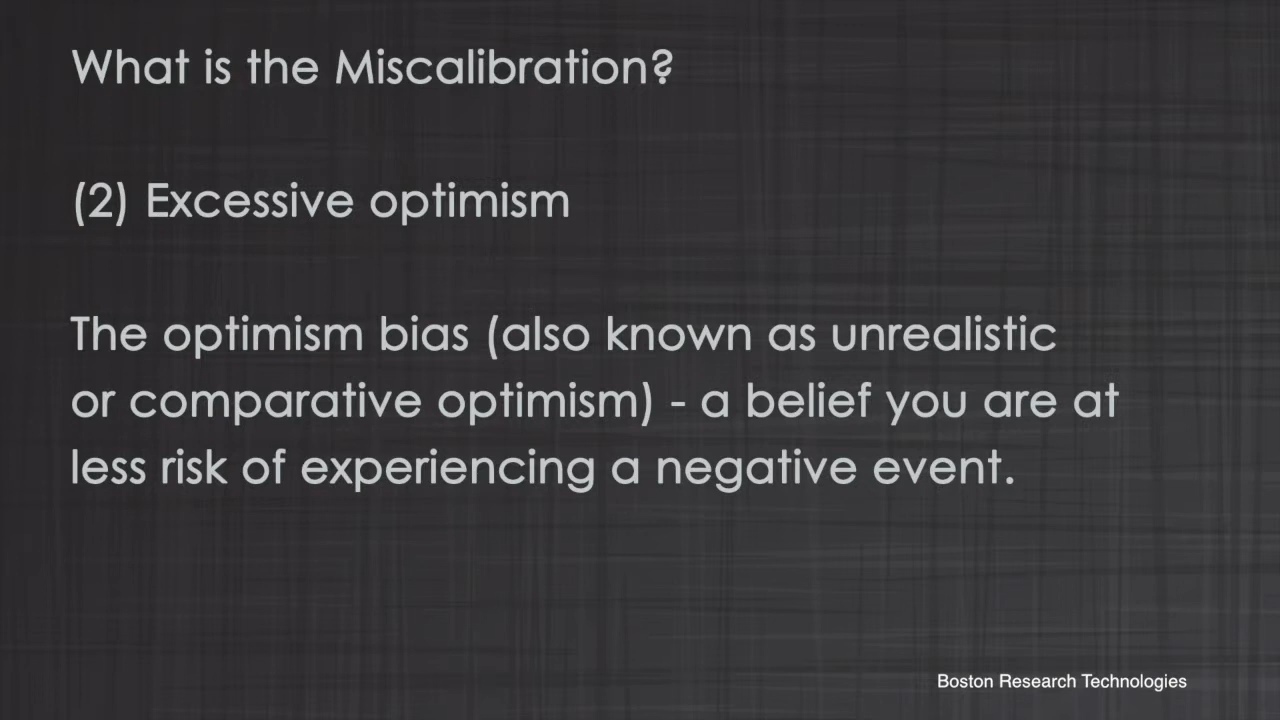 What is the Miscalibration?
(2) Excessive optimism
The optimism bias (also known as unrealistic
or comparative optimism) - a belief you are at
less risk of experiencing a negative event.
Boston Research Technologies